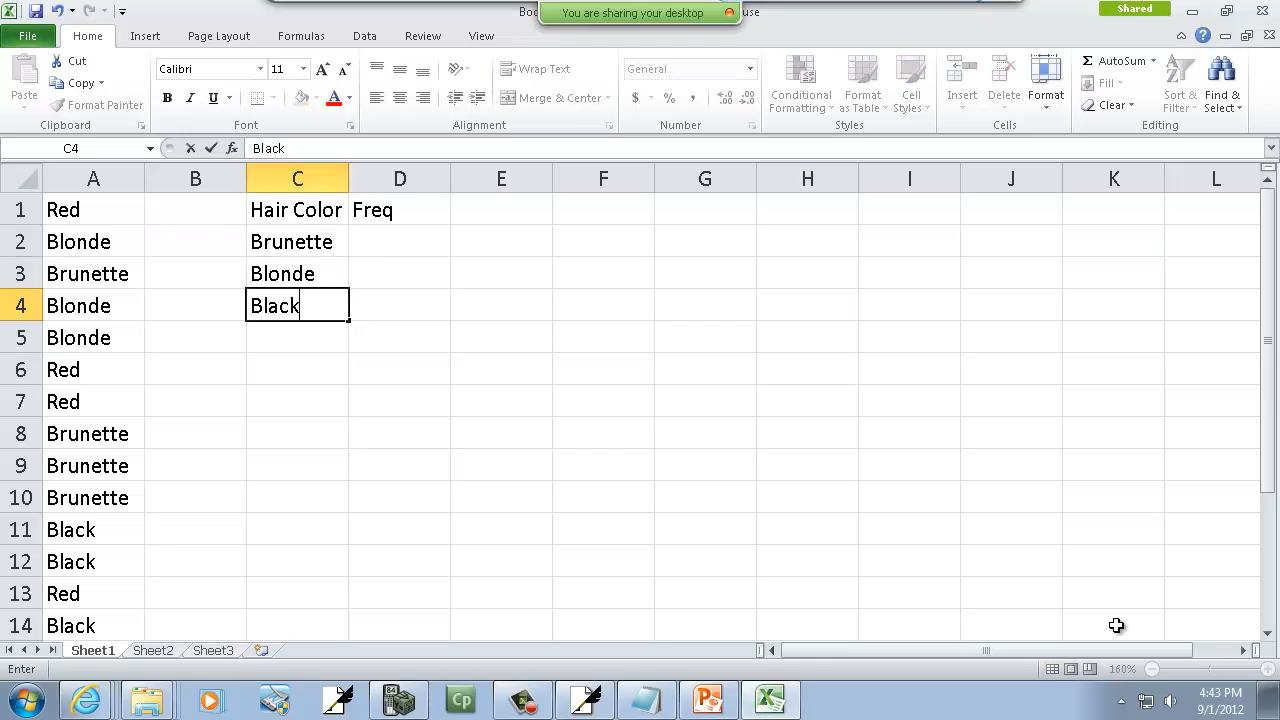 Boo
use
You are sharing your desktop
Shared
File Home Insert Page Layout Formulas Data Review View
Paste
Cut
Copy
Format Painter
Clipboard
Calibri 11
B I U
Font
Wrap Text
Merge & Center
Alignment
General
$ % ,
Number
Conditional Formatting
Format as Table
Cell Styles
Styles
Insert
Delete
Format
Cells
AutoSum
Fill
Clear
Sort & Filter
Find & Select
Editing
C4 fx Black
A B C D E F G H I J K L
1 Red Hair Color Freq
2 Blonde Brunette
3 Brunette Blonde
4 Blonde Black
5 Blonde
6 Red
7 Red
8 Brunette
9 Brunette
10 Brunette
11 Black
12 Black
13 Red
14 Black
Sheet1 Sheet2 Sheet3
Enter 160%
Cp
4:43 PM
9/1/2012